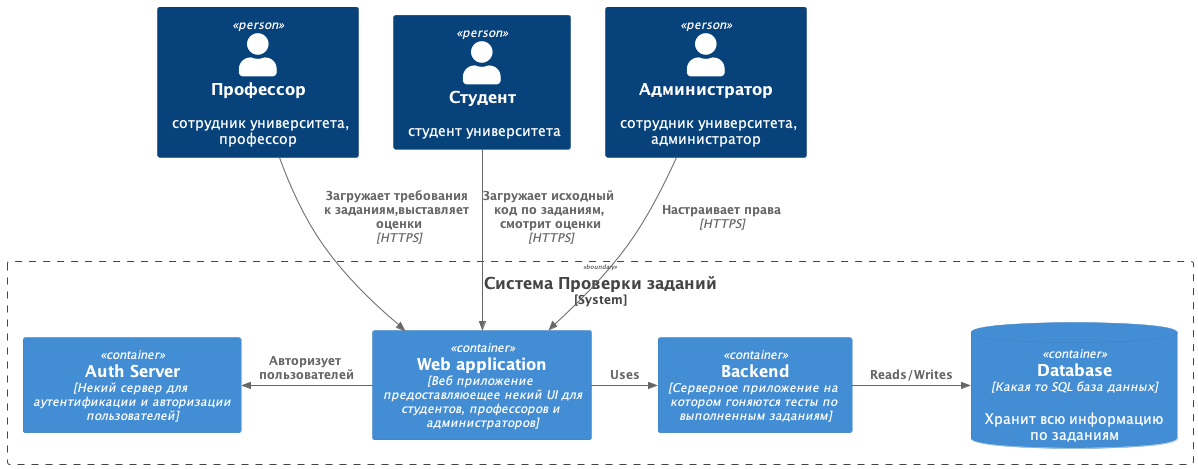 «person»
Профессор
сотрудник университета,
профессор
«person»
Студент
студент университета
«person»
Администратор
сотрудник университета,
администратор
Загружает требования
к заданиям,выставляет
оценки
[HTTPS]
Загружает исходный
код по заданиям,
смотрит оценки
[HTTPS]
Настраивает права
[HTTPS]
«boundary»
Система Проверки заданий
[System]
«container»
Auth Server
[Некий сервер для
аутентификации и авторизации
пользователей]
Авторизует
пользователей
«container»
Web application
[Веб приложение
предоставляющее некий UI для
студентов, профессоров и
администраторов]
Uses
«container»
Backend
[Серверное приложение на
котором гоняются тесты по
выполненным заданиям]
Reads/Writes
«container»
Database
[Какая то SQL база данных]
Хранит всю информацию
по заданиям